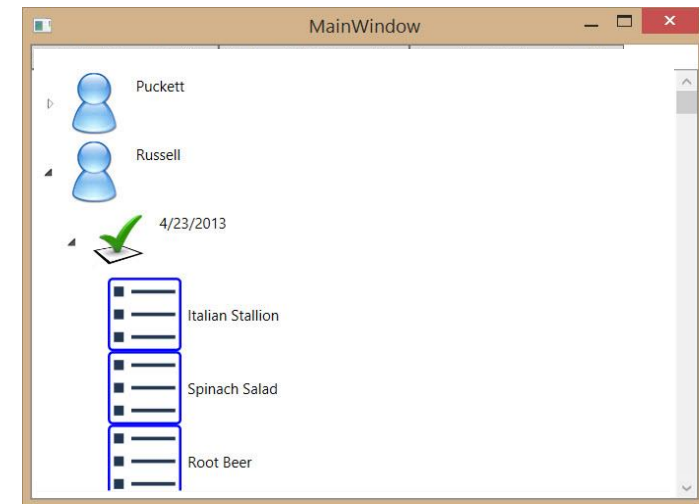 MainWindow
Puckett
Russell
4/23/2013
Italian Stallion
Spinach Salad
Root Beer